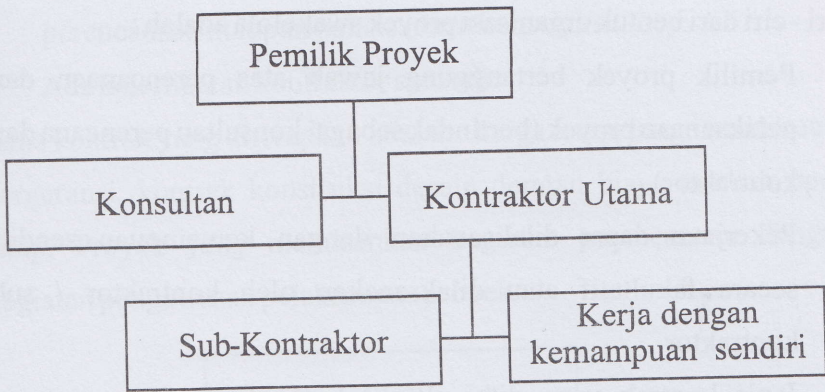 Pemilik Proyek
Konsultan
Kontraktor Utama
Sub-Kontraktor
Kerja dengan
kemampuan sendiri